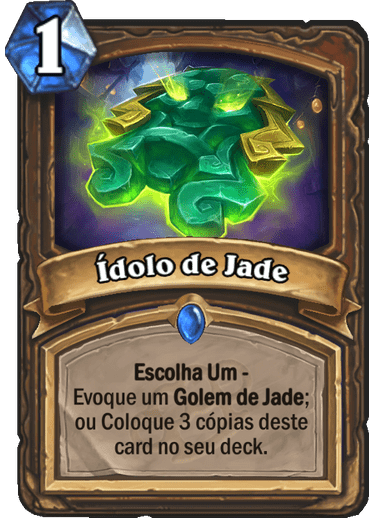 1
Ídolo de Jade
Escolha Um -
Evoque um Golem de Jade;
ou Coloque 3 cópias deste
card no seu deck.